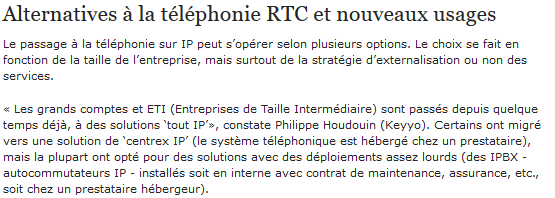 Alternatives à la téléphonie RTC et nouveaux usages
Le passage à la téléphonie sur IP peut s'opérer selon plusieurs options. Le choix se fait en
fonction de la taille de l'entreprise, mais surtout de la stratégie d'externalisation ou non des
services.
« Les grands comptes et ETI (Entreprises de Taille Intermédiaire) sont passés depuis quelque
temps déjà, à des solutions 'tout IP'», constate Philippe Houdouin (Keyyo). Certains ont migré
vers une solution de 'centrex IP' (le système téléphonique est hébergé chez un prestataire),
mais la plupart ont opté pour des solutions avec des déploiements assez lourds (des IPBX -
autocommutateurs IP - installés soit en interne avec contrat de maintenance, assurance, etc.,
soit chez un prestataire hébergeur).